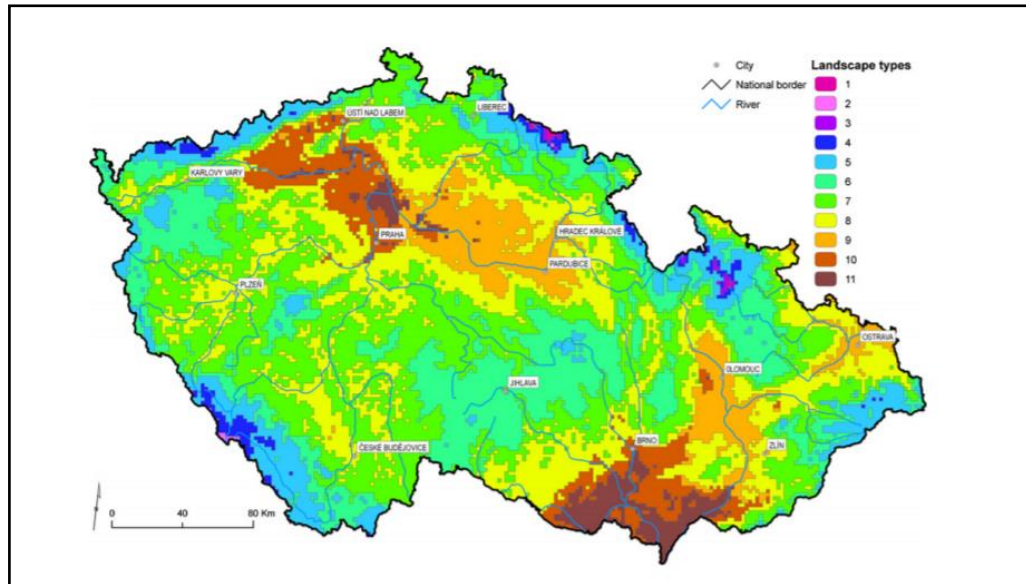 City
National border
River
Landscape types
1
2
3
4
5
6
7
8
9
10
11
ÚSTÍ NAD LABEM
LIBEREC
KARLOVY VARY
HRADEC KRÁLOVÉ
PRAHA
PARDUBICE
PLZEŇ
OSTRAVA
OLOMOUC
JIHLAVA
BRNO
ZLÍN
ČESKÉ BUDĚJOVICE
0 40 80 Km